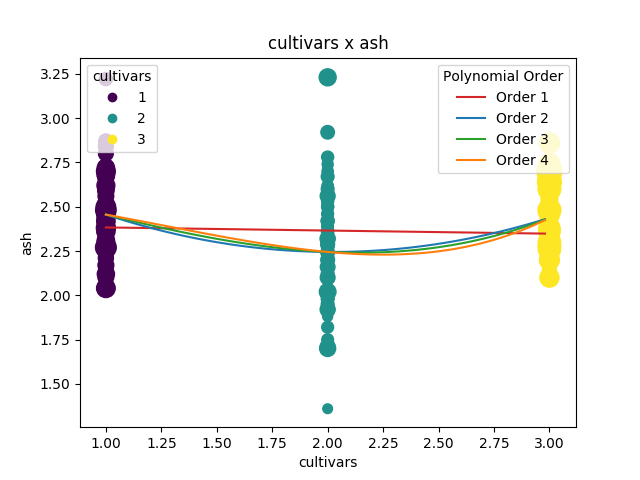 cultivars x ash
cultivars
1
2
3
Polynomial Order
Order 1
Order 2
Order 3
Order 4
3.25
3.00
2.75
2.50
2.25
2.00
1.75
1.50
ash
1.00 1.25 1.50 1.75 2.00 2.25 2.50 2.75 3.00
cultivars